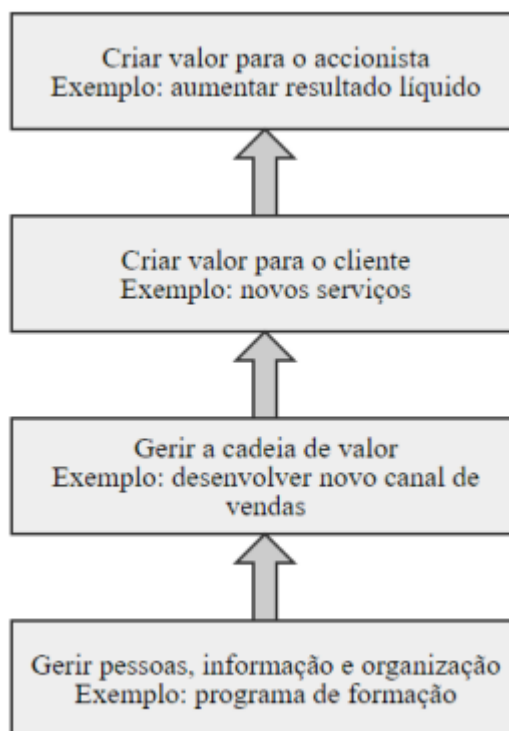 Criar valor para o accionista
Exemplo: aumentar resultado líquido
Criar valor para o cliente
Exemplo: novos serviços
Gerir a cadeia de valor
Exemplo: desenvolver novo canal de
vendas
Gerir pessoas, informação e organização
Exemplo: programa de formação